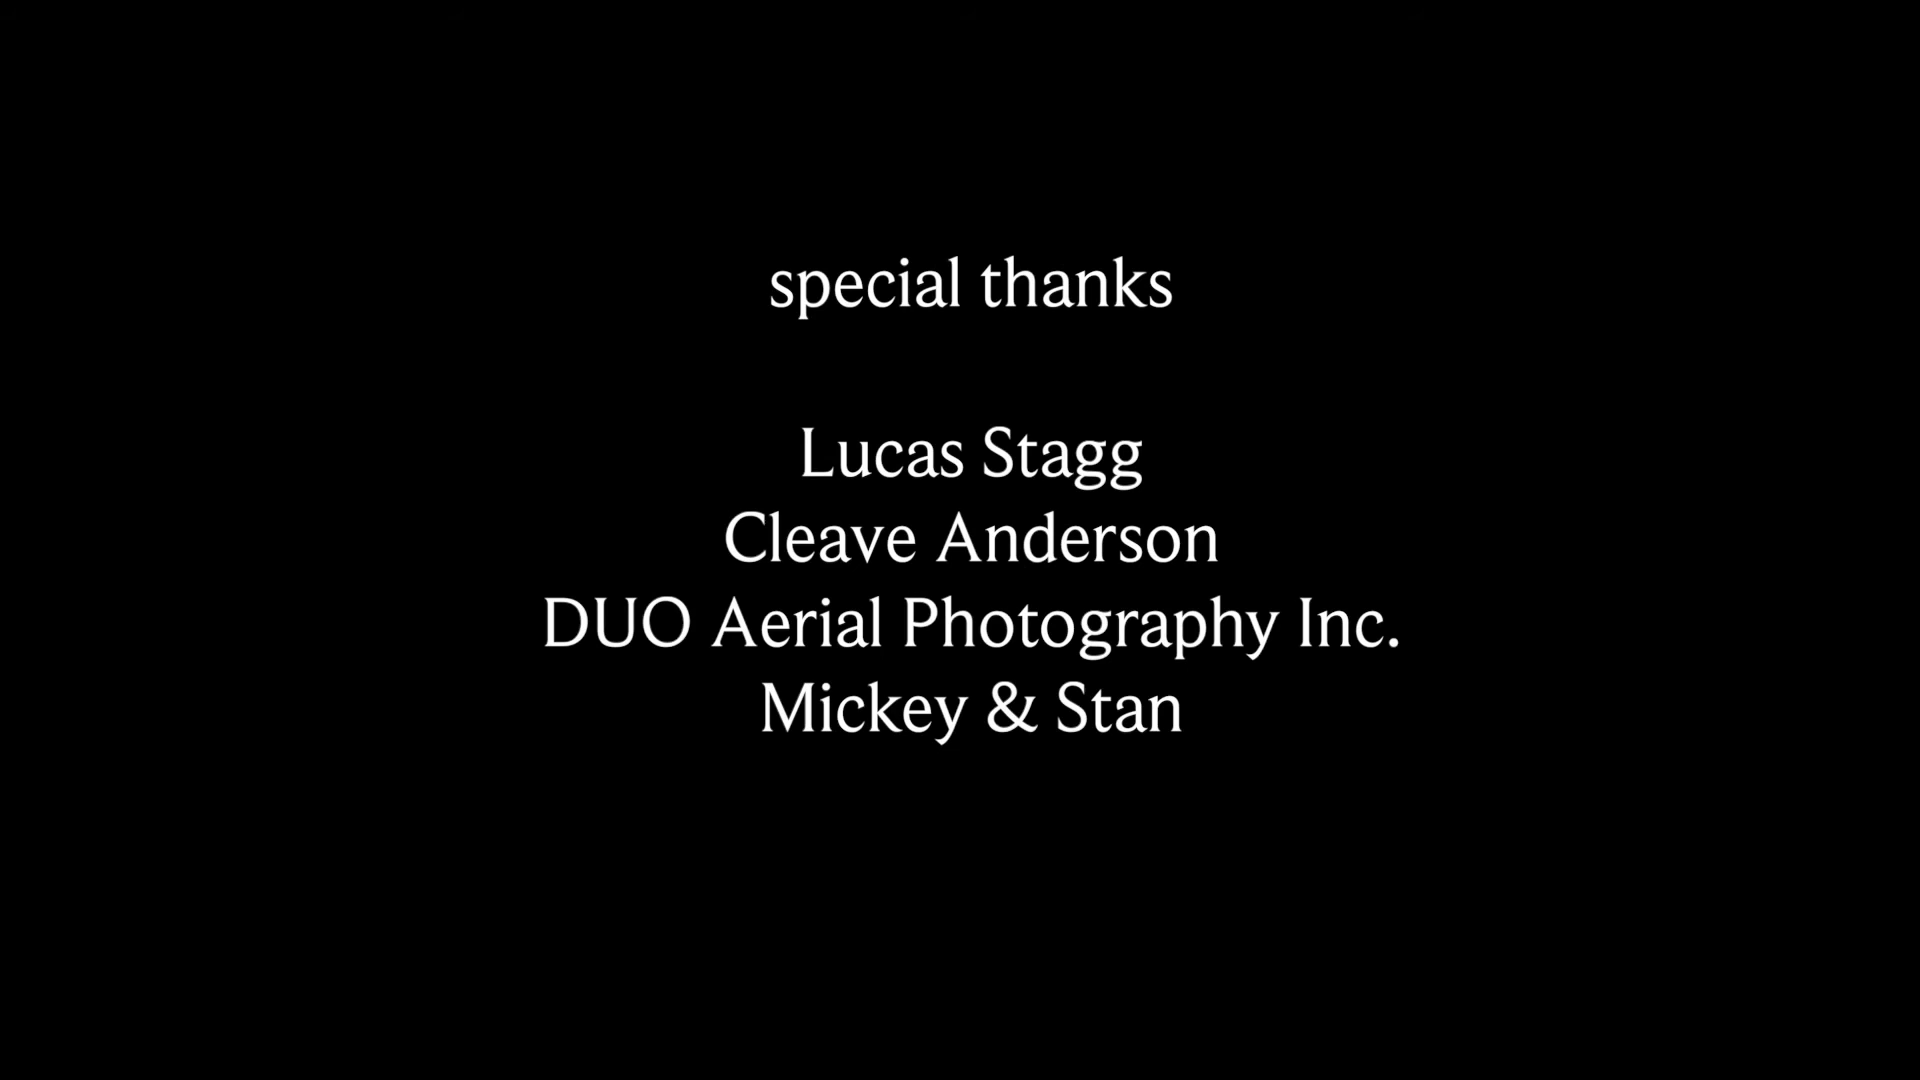 special thanks
Lucas Stagg
Cleave Anderson
DUO Aerial Photography Inc.
Mickey & Stan